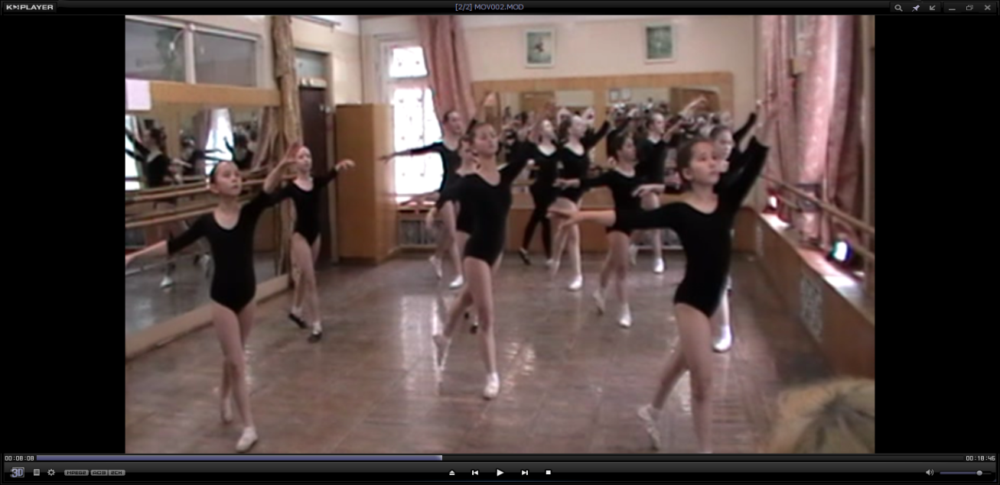 KMPLAYER
[2/2] MOV002.MOD
00:08:08
00:18:46
3D
MPEG2 AC3 2CH